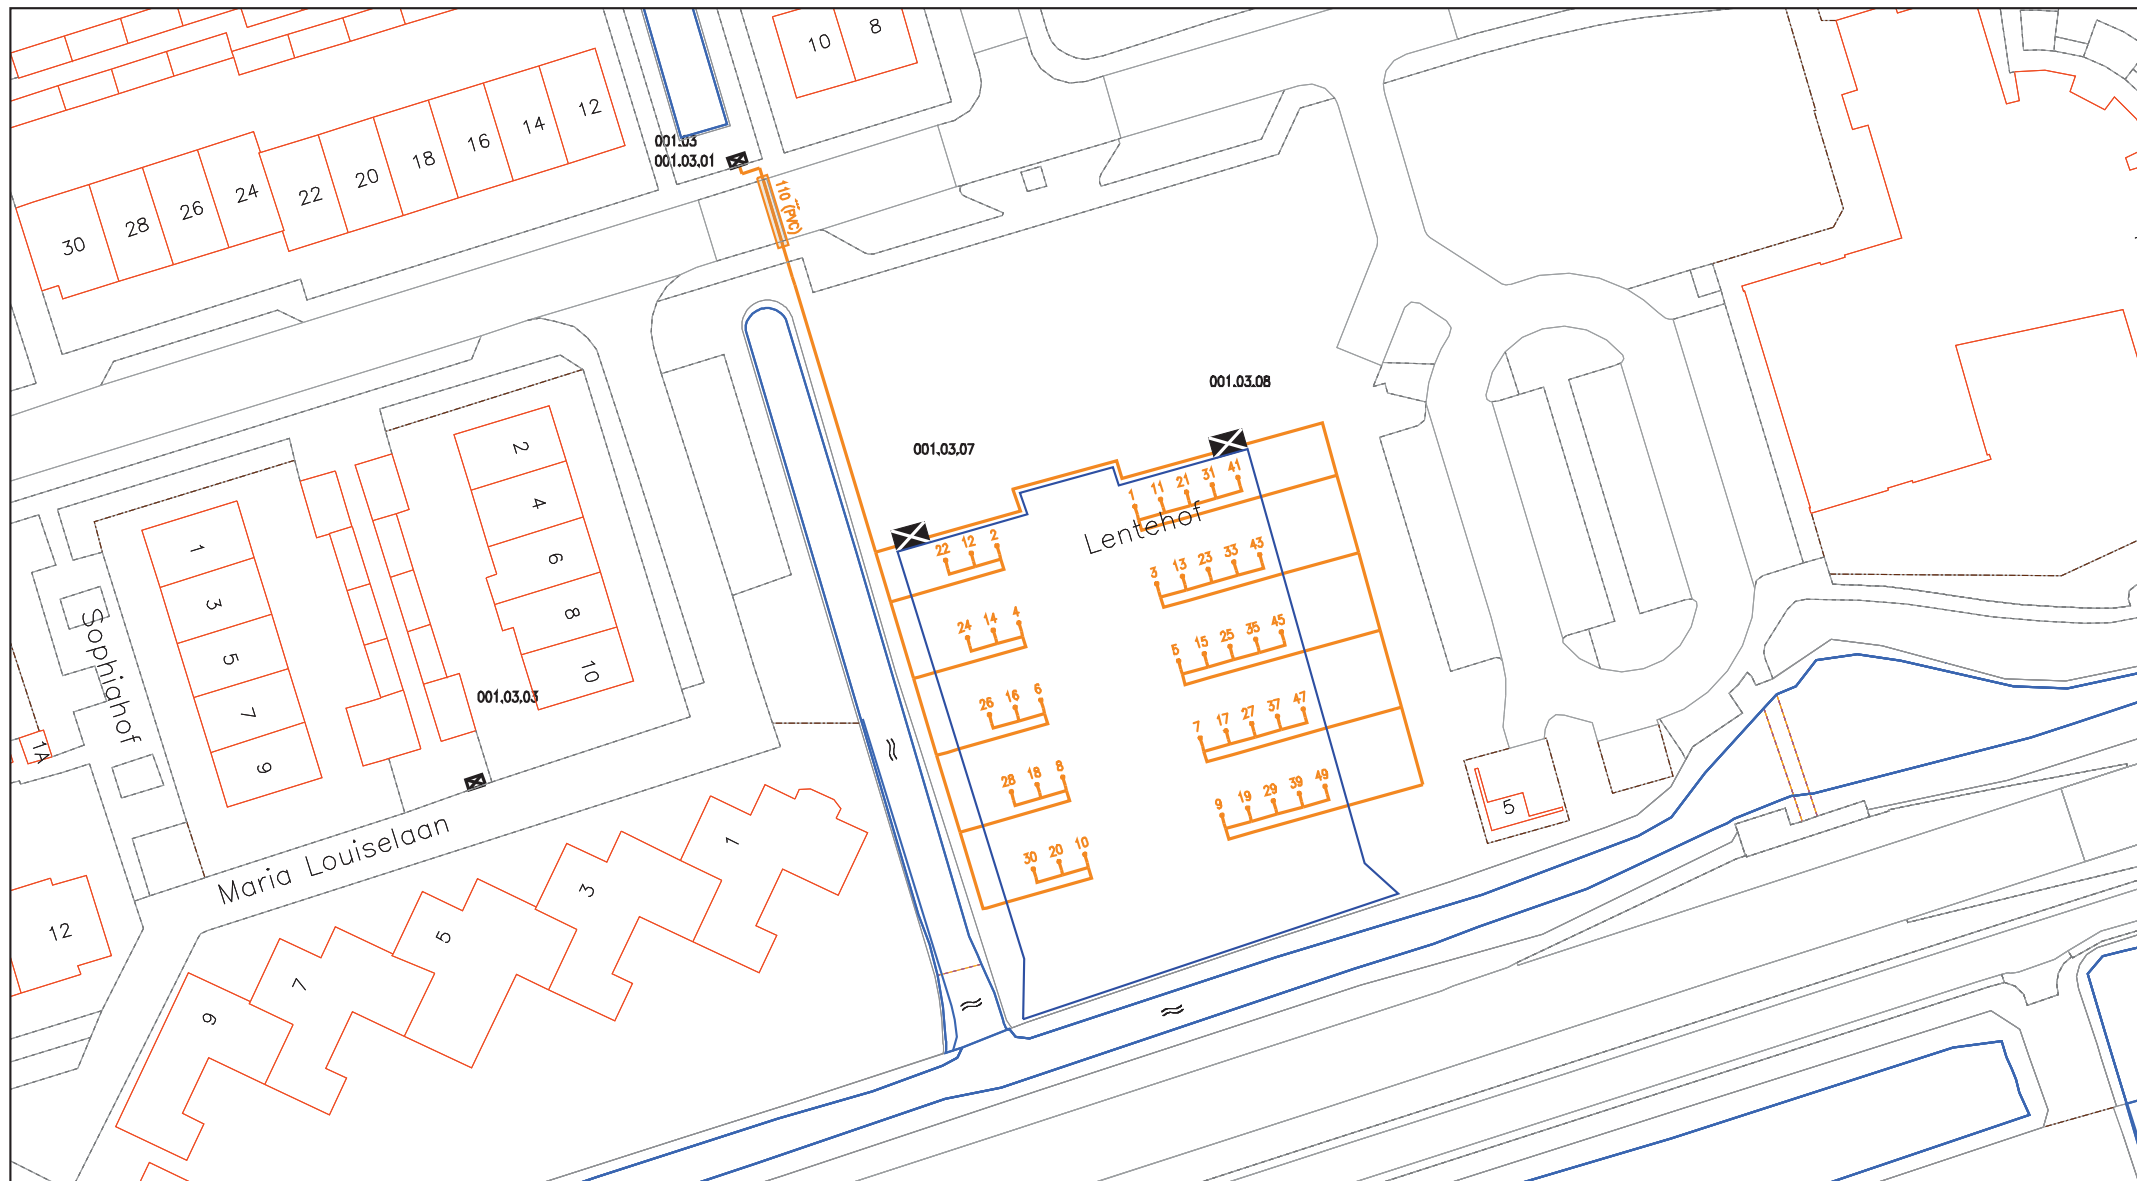 10
8
12
14
16
18
20
22
24
26
28
30
001.03
001.03.01
110 (PVC)
001.03.08
001.03.07
2
4
6
8
10
1
3
5
7
9
Sophiahof
1A
001.03.03
Maria Louiselaan
12
1
3
5
7
9
Lentehof
22 12 2
24 14 4
26 16 6
28 18 8
30 20 10
1 11 21 31 41
3 13 23 33 43
5 15 25 35 45
7 17 27 37 47
9 19 29 39 49
5